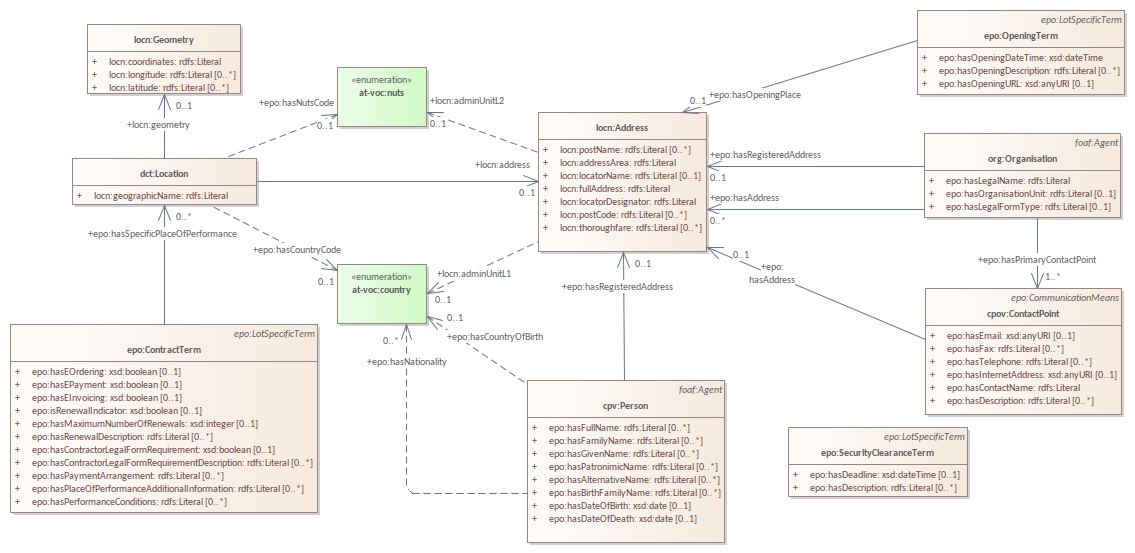 locn:Geometry
+ locn:coordinates: rdfs:Literal
+ locn:longitude: rdfs:Literal [0..*]
+ locn:latitude: rdfs:Literal [0..*]
0..1
+locn:geometry
dct:Location
+ locn:geographicName: rdfs:Literal
0..*
+epo:hasSpecificPlaceOfPerformance
epo:LotSpecificTerm
epo:ContractTerm
+ epo:hasEOrdering: xsd:boolean [0..1]
+ epo:hasEPayment: xsd:boolean [0..1]
+ epo:hasEInvoicing: xsd:boolean [0..1]
+ epo:isRenewalIndicator: xsd:boolean [0..1]
+ epo:hasMaximumNumberOfRenewals: xsd:integer [0..1]
+ epo:hasRenewalDescription: rdfs:Literal [0..*]
+ epo:hasContractorLegalFormRequirement: xsd:boolean [0..1]
+ epo:hasContractorLegalFormRequirementDescription: rdfs:Literal [0..*]
+ epo:hasPaymentArrangement: rdfs:Literal [0..*]
+ epo:hasPlaceOfPerformanceAdditionalInformation: rdfs:Literal [0..*]
+ epo:hasPerformanceConditions: rdfs:Literal [0..*]
+epo:hasNutsCode
0..1
«enumeration»
at-voc:nuts
+locn:adminUnitL2
0..1
+locn:address
0..1
+epo:hasCountryCode
0..1
«enumeration»
at-voc:country
+locn:adminUnitL1
0..1
0..1
+epo:hasCountryOfBirth
0..*
+epo:hasNationality
locn:Address
+ locn:postName: rdfs:Literal [0..*]
+ locn:addressArea: rdfs:Literal
+ locn:locatorName: rdfs:Literal [0..1]
+ locn:fullAddress: rdfs:Literal
+ locn:locatorDesignator: rdfs:Literal
+ locn:postCode: rdfs:Literal [0..*]
+ locn:thoroughfare: rdfs:Literal [0..*]
0..1
+epo:hasRegisteredAddress
foaf:Agent
cpv:Person
+ epo:hasFullName: rdfs:Literal [0..*]
+ epo:hasFamilyName: rdfs:Literal [0..*]
+ epo:hasGivenName: rdfs:Literal [0..*]
+ epo:hasPatronimicName: rdfs:Literal [0..*]
+ epo:hasAlternativeName: rdfs:Literal [0..*]
+ epo:hasBirthFamilyName: rdfs:Literal [0..*]
+ epo:hasDateOfBirth: xsd:date [0..1]
+ epo:hasDateOfDeath: xsd:date [0..1]
epo:LotSpecificTerm
epo:OpeningTerm
+ epo:hasOpeningDateTime: xsd:dateTime
+ epo:hasOpeningDescription: rdfs:Literal [0..*]
+ epo:hasOpeningURL: xsd:anyURI [0..1]
0..1
+epo:hasOpeningPlace
+epo:hasRegisteredAddress
0..1
+epo:hasAddress
0..*
foaf:Agent
org:Organisation
+ epo:hasLegalName: rdfs:Literal
+ epo:hasOrganisationUnit: rdfs:Literal [0..1]
+ epo:hasLegalFormType: rdfs:Literal [0..1]
+epo:hasPrimaryContactPoint
1..*
0..1
+epo:
hasAddress
epo:CommunicationMeans
cpov:ContactPoint
+ epo:hasEmail: xsd:anyURI [0..1]
+ epo:hasFax: rdfs:Literal [0..*]
+ epo:hasTelephone: rdfs:Literal [0..*]
+ epo:hasInternetAddress: xsd:anyURI [0..1]
+ epo:hasContactName: rdfs:Literal
+ epo:hasDescription: rdfs:Literal [0..*]
epo:LotSpecificTerm
epo:SecurityClearanceTerm
+ epo:hasDeadline: xsd:dateTime [0..1]
+ epo:hasDescription: rdfs:Literal [0..*]